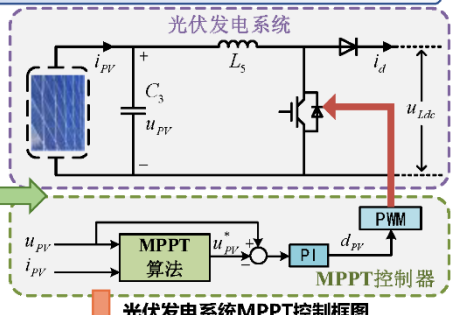 光伏发电系统
i_PV
+
L_5
i_d
C_3
u_PV
u_Ldc
−
PWM
u_PV
i_PV
MPPT
算法
u*_PV
+
−
PI
d_PV
MPPT控制器
光伏发电系统MPPT控制框图